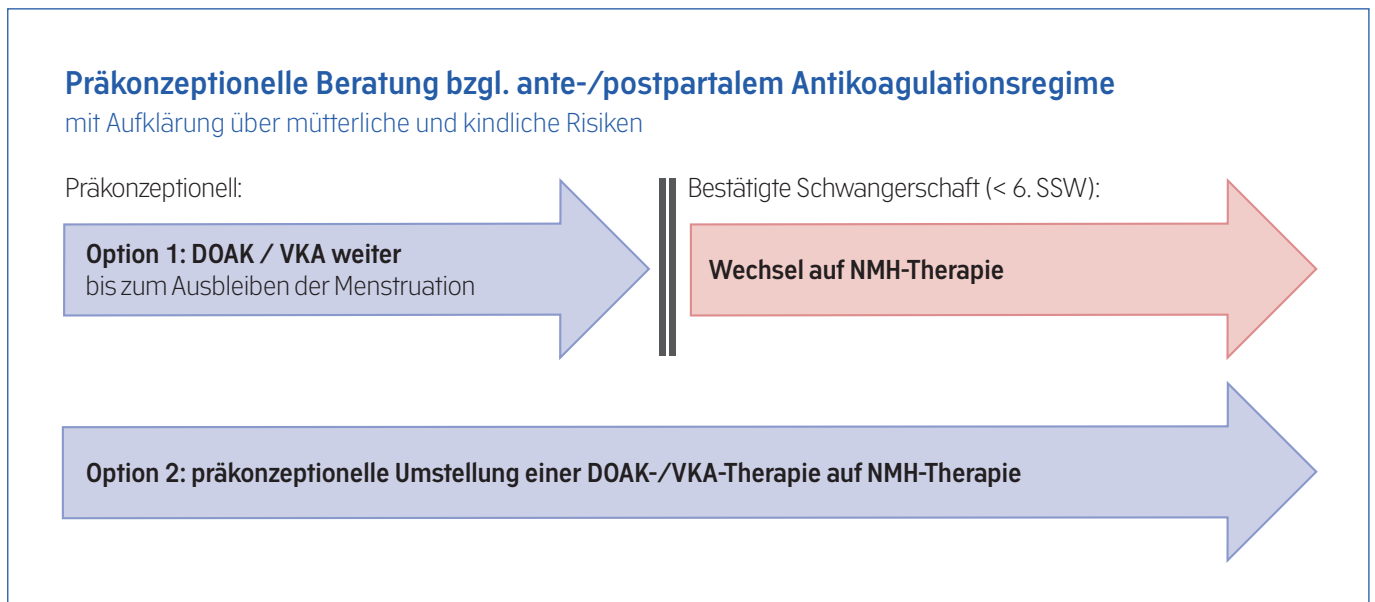 Präkonzeptionelle Beratung bzgl. ante-/postpartalem Antikoagulationsregime
mit Aufklärung über mütterliche und kindliche Risiken
Präkonzeptionell:
Bestätigte Schwangerschaft (< 6. SSW):
Option 1: DOAK / VKA weiter
bis zum Ausbleiben der Menstruation
Wechsel auf NMH-Therapie
Option 2: präkonzeptionelle Umstellung einer DOAK-/VKA-Therapie auf NMH-Therapie